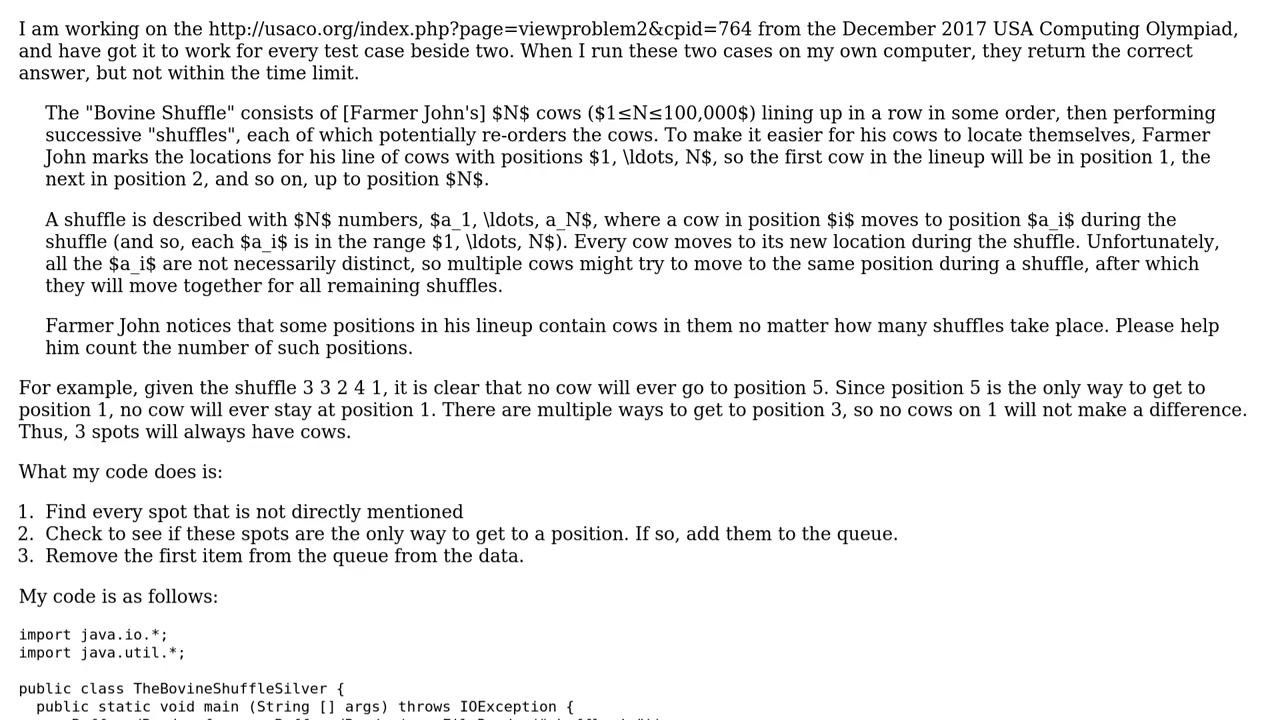 I am working on the http://usaco.org/index.php?page=viewproblem2&cpid=764 from the December 2017 USA Computing Olympiad,
and have got it to work for every test case beside two. When I run these two cases on my own computer, they return the correct
answer, but not within the time limit.
The "Bovine Shuffle" consists of [Farmer John's] $N$ cows ($1≤N≤100,000$) lining up in a row in some order, then performing
successive "shuffles", each of which potentially re-orders the cows. To make it easier for his cows to locate themselves, Farmer
John marks the locations for his line of cows with positions $1, \ldots, N$, so the first cow in the lineup will be in position 1, the
next in position 2, and so on, up to position $N$.
A shuffle is described with $N$ numbers, $a_1, \ldots, a_N$, where a cow in position $i$ moves to position $a_i$ during the
shuffle (and so, each $a_i$ is in the range $1, \ldots, N$). Every cow moves to its new location during the shuffle. Unfortunately,
all the $a_i$ are not necessarily distinct, so multiple cows might try to move to the same position during a shuffle, after which
they will move together for all remaining shuffles.
Farmer John notices that some positions in his lineup contain cows in them no matter how many shuffles take place. Please help
him count the number of such positions.
For example, given the shuffle 3 3 2 4 1, it is clear that no cow will ever go to position 5. Since position 5 is the only way to get to
position 1, no cow will ever stay at position 1. There are multiple ways to get to position 3, so no cows on 1 will not make a difference.
Thus, 3 spots will always have cows.
What my code does is:
1. Find every spot that is not directly mentioned
2. Check to see if these spots are the only way to get to a position. If so, add them to the queue.
3. Remove the first item from the queue from the data.
My code is as follows:
import java.io.*;
import java.util.*;
public class TheBovineShuffleSilver {
public static void main (String [] args) throws IOException {